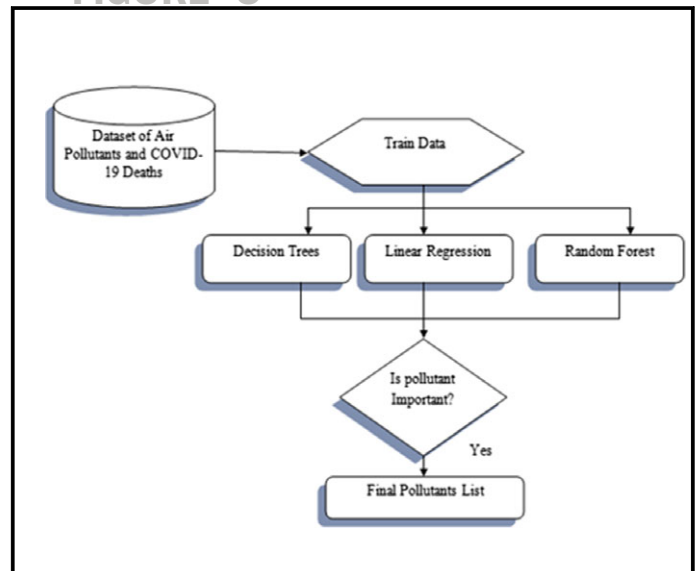 Dataset of Air
Pollutants and COVID-
19 Deaths
Train Data
Decision Trees
Linear Regression
Random Forest
Is pollutant
Important?
Yes
Final Pollutants List